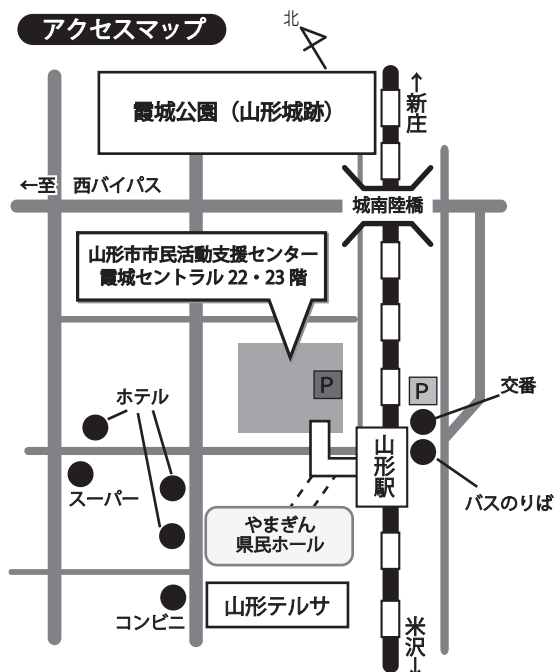 アクセスマップ
北
霞城公園（山形城跡）
↑新庄
←至　西バイパス
城南陸橋
山形市市民活動支援センター
霞城セントラル 22・23 階
P
P
交番
ホテル
山形駅
スーパー
バスのりば
やまぎん
県民ホール
山形テルサ
コンビニ
米沢↓